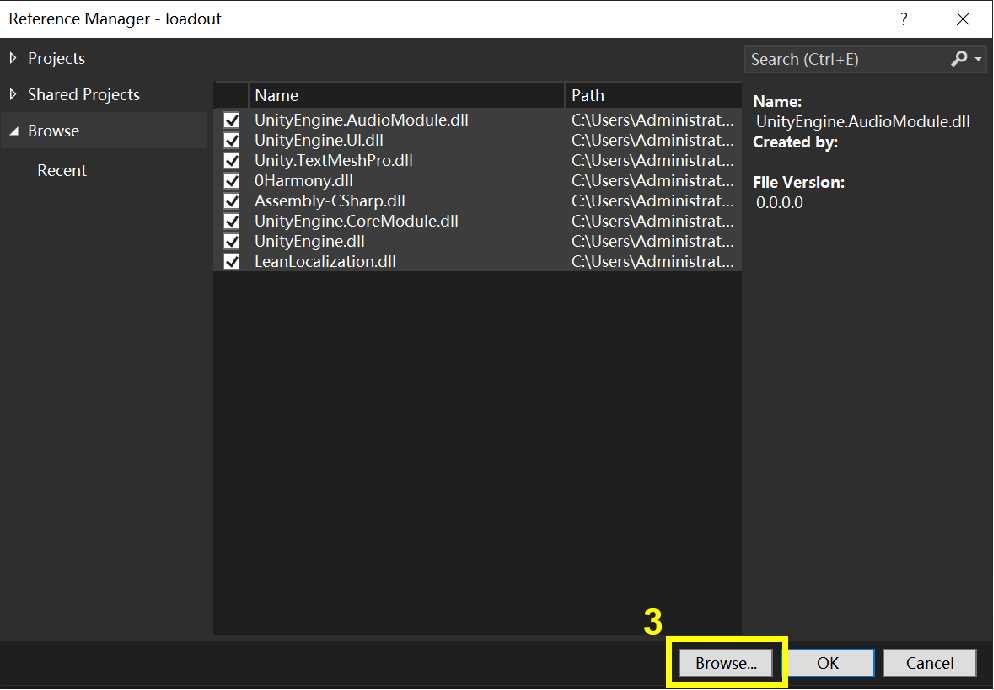 Reference Manager - loadout
?
Projects
Shared Projects
Browse
Recent
Search (Ctrl+E)
Name Path
UnityEngine.AudioModule.dll C:\Users\Administrat...
UnityEngine.UI.dll C:\Users\Administrat...
Unity.TextMeshPro.dll C:\Users\Administrat...
0Harmony.dll C:\Users\Administrat...
Assembly-CSharp.dll C:\Users\Administrat...
UnityEngine.CoreModule.dll C:\Users\Administrat...
UnityEngine.dll C:\Users\Administrat...
LeanLocalization.dll C:\Users\Administrat...
Name:
UnityEngine.AudioModule.dll
Created by:
File Version:
0.0.0.0
3
Browse... OK Cancel